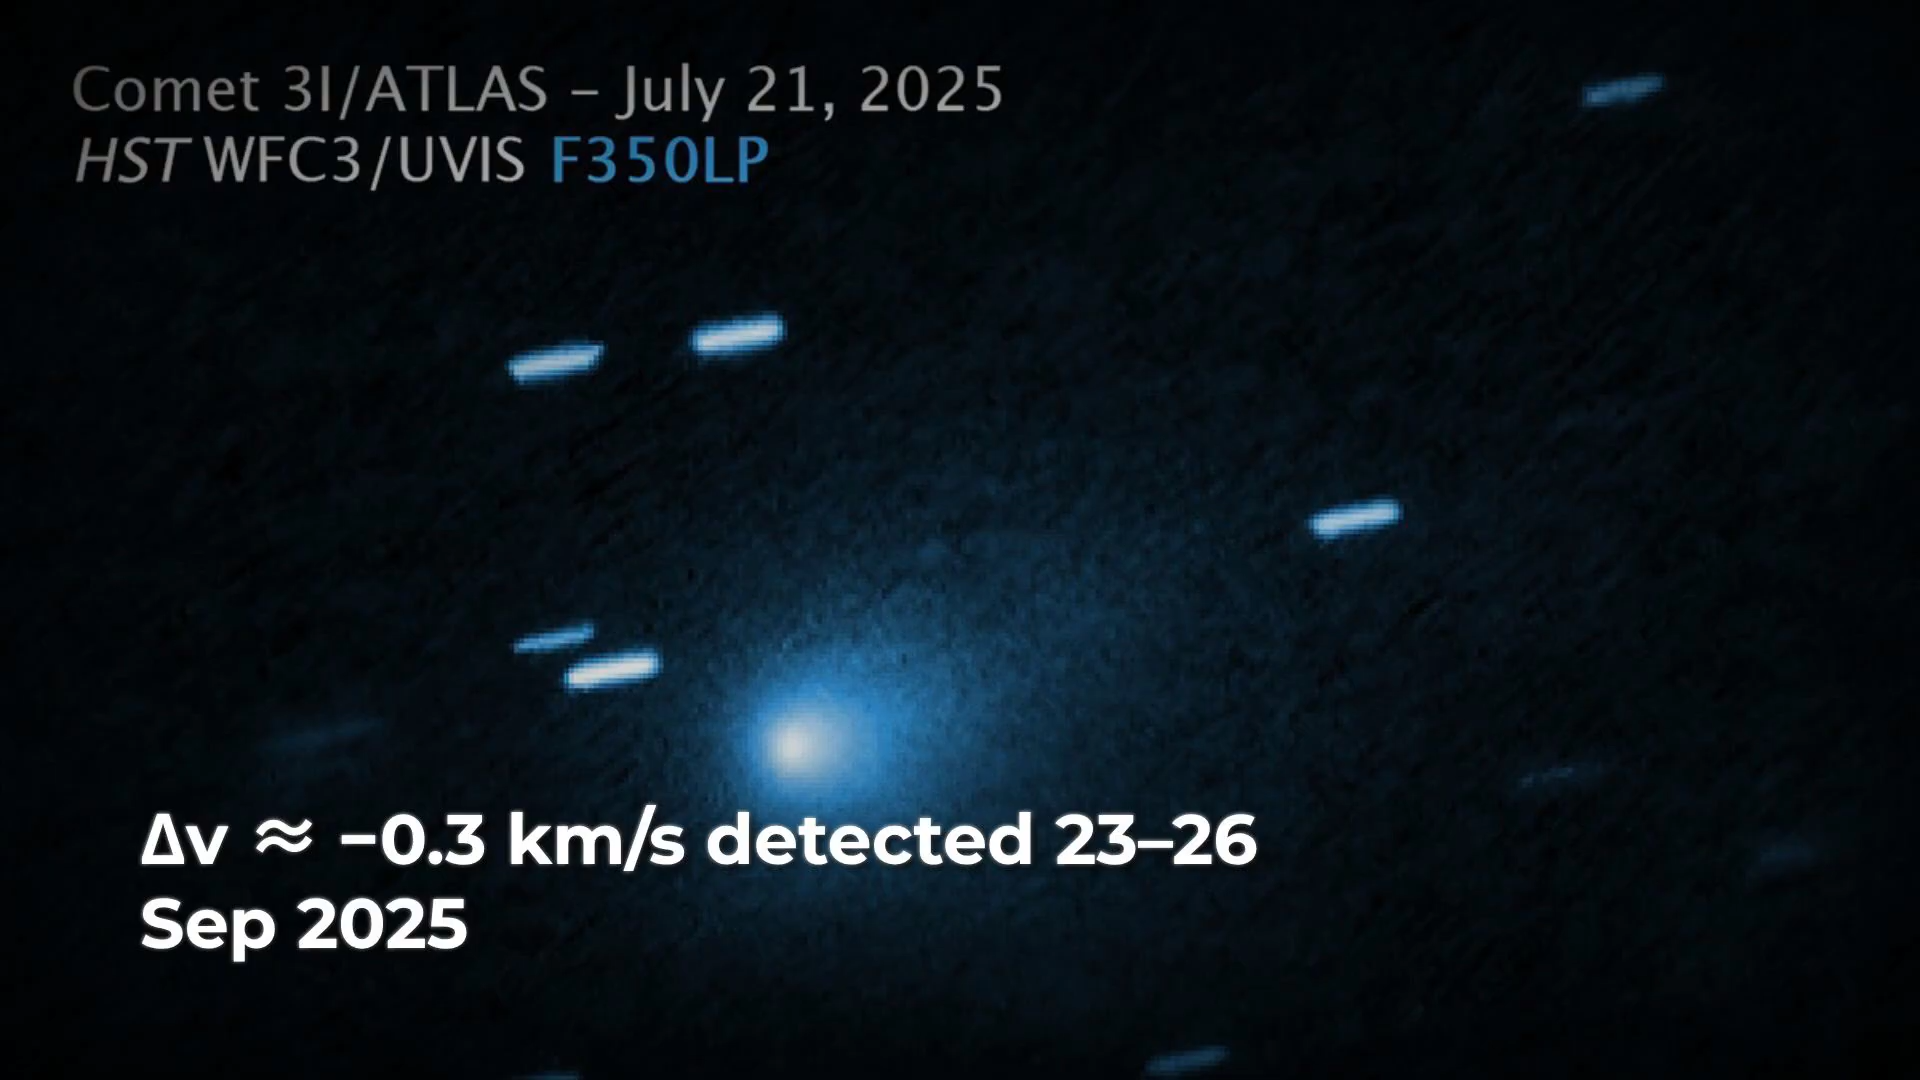 Comet 3I/ATLAS – July 21, 2025
HST WFC3/UVIS F350LP
Δv ≈ −0.3 km/s detected 23–26
Sep 2025